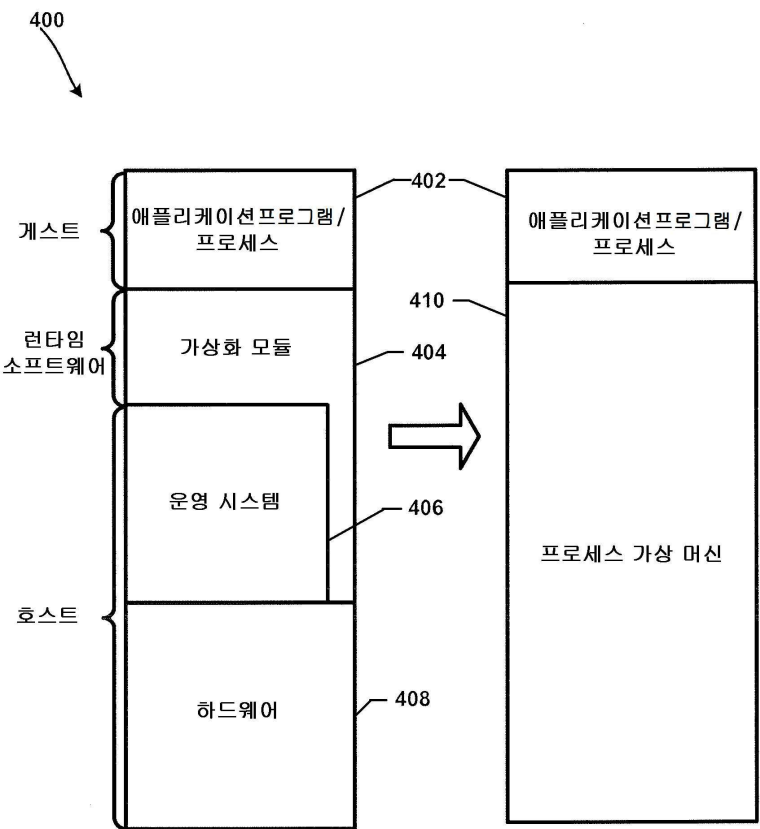 400
402
애플리케이션프로그램/
프로세스
애플리케이션프로그램/
프로세스
게스트
410
런타임
소프트웨어
가상화 모듈
404
운영 시스템
406
프로세스 가상 머신
호스트
하드웨어
408